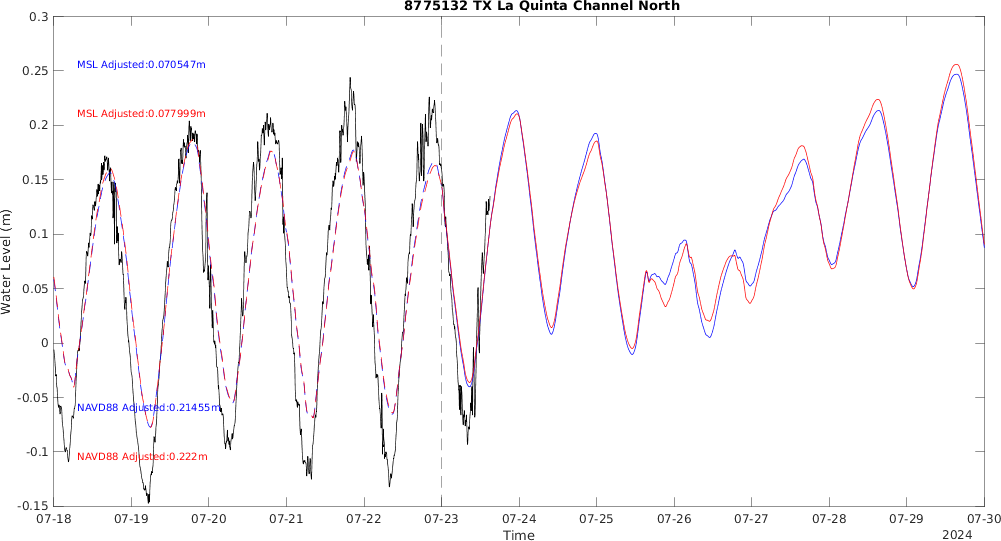 8775132 TX La Quinta Channel North
0.3
0.25
0.2
0.15
0.1
0.05
0
-0.05
-0.1
-0.15
Water Level (m)
MSL Adjusted:0.070547m
MSL Adjusted:0.077999m
NAVD88 Adjusted:0.21455m
NAVD88 Adjusted:0.222m
07-18 07-19 07-20 07-21 07-22 07-23 07-24 07-25 07-26 07-27 07-28 07-29 07-30
Time
2024